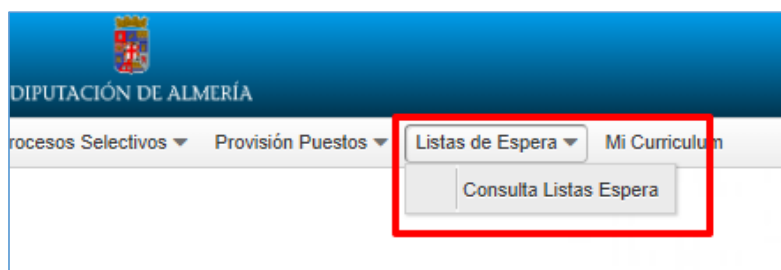 DIPUTACIÓN DE ALMERÍA
rocesos Selectivos Provisión Puestos Listas de Espera Mi Curriculum
Consulta Listas Espera